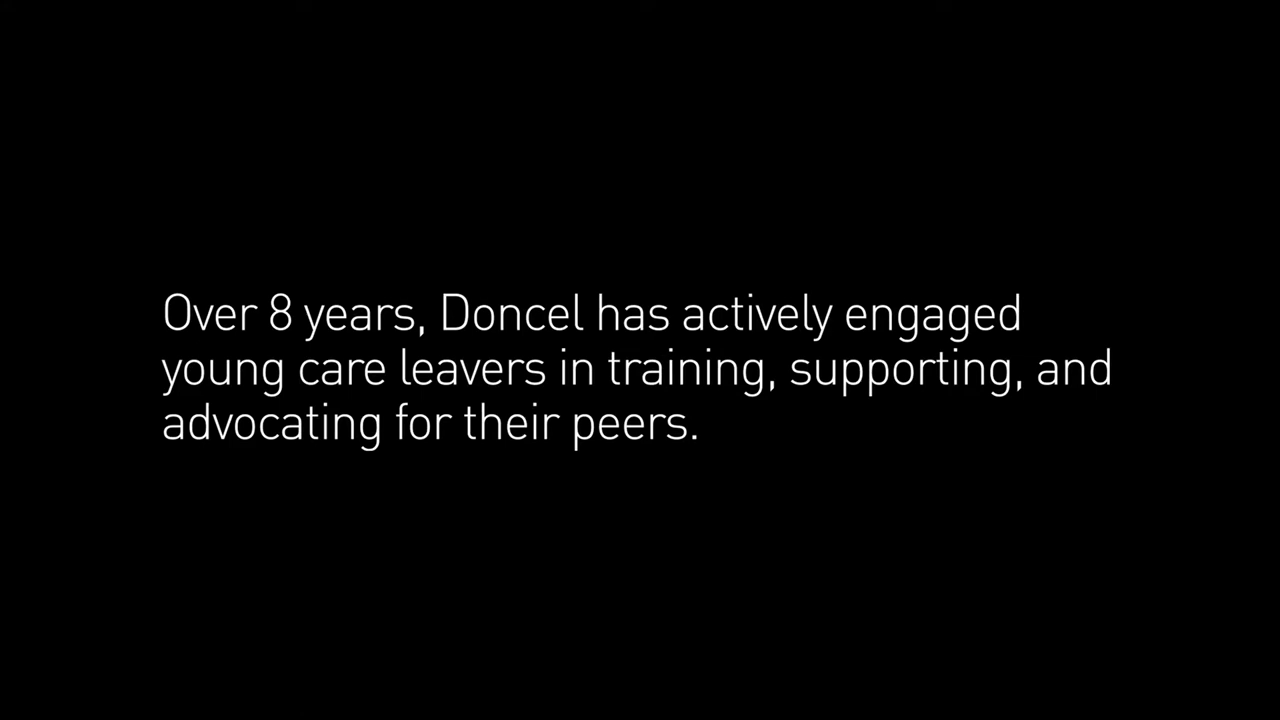 Over 8 years, Doncel has actively engaged
young care leavers in training, supporting, and
advocating for their peers.